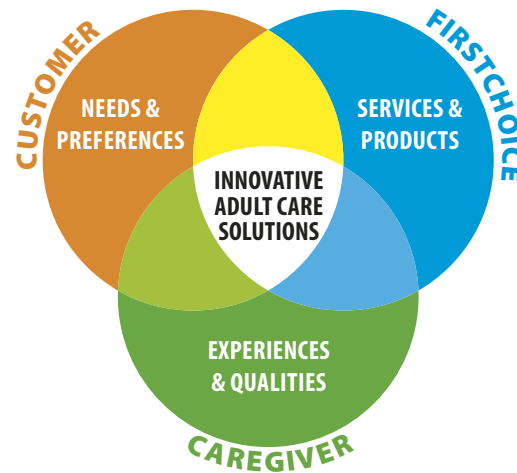 CUSTOMER
NEEDS &
PREFERENCES
FIRSTCHOICE
SERVICES &
PRODUCTS
INNOVATIVE
ADULT CARE
SOLUTIONS
EXPERIENCES
& QUALITIES
CAREGIVER